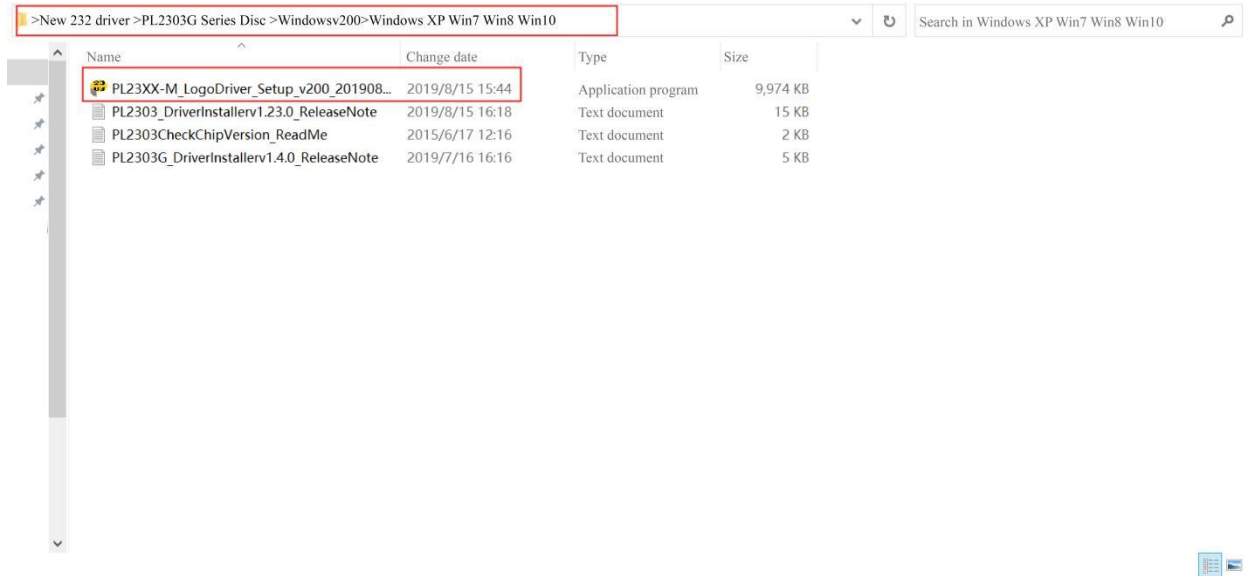 >New 232 driver >PL2303G Series Disc >Windowsv200>Windows XP Win7 Win8 Win10 Search in Windows XP Win7 Win8 Win10
Name Change date Type Size
PL23XX-M_LogoDriver_Setup_v200_201908... 2019/8/15 15:44 Application program 9,974 KB
PL2303_DriverInstallerv1.23.0_ReleaseNote 2019/8/15 16:18 Text document 15 KB
PL2303CheckChipVersion_ReadMe 2015/6/17 12:16 Text document 2 KB
PL2303G_DriverInstallerv1.4.0_ReleaseNote 2019/7/16 16:16 Text document 5 KB